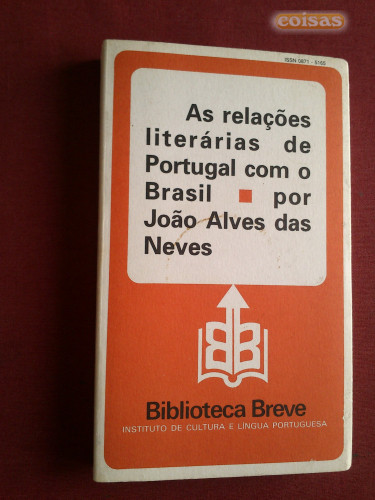 coisas
ISSN 0871 - 5165
As relações
literárias de
Portugal com o
Brasil ■ por
João Alves das
Neves
BB
Biblioteca Breve
INSTITUTO DE CULTURA E LÍNGUA PORTUGUESA